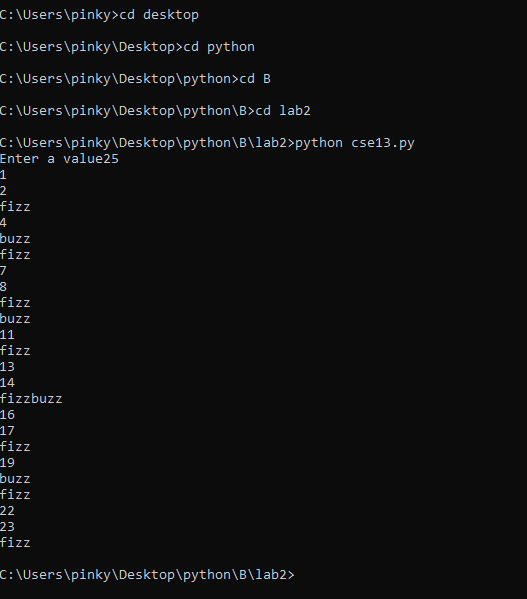 C:\Users\pinky>cd desktop
C:\Users\pinky\Desktop>cd python
C:\Users\pinky\Desktop\python>cd B
C:\Users\pinky\Desktop\python\B>cd lab2
C:\Users\pinky\Desktop\python\B\lab2>python cse13.py
Enter a value25
1
2
fizz
4
buzz
fizz
7
8
fizz
buzz
11
fizz
13
14
fizzbuzz
16
17
fizz
19
buzz
fizz
22
23
fizz
C:\Users\pinky\Desktop\python\B\lab2>